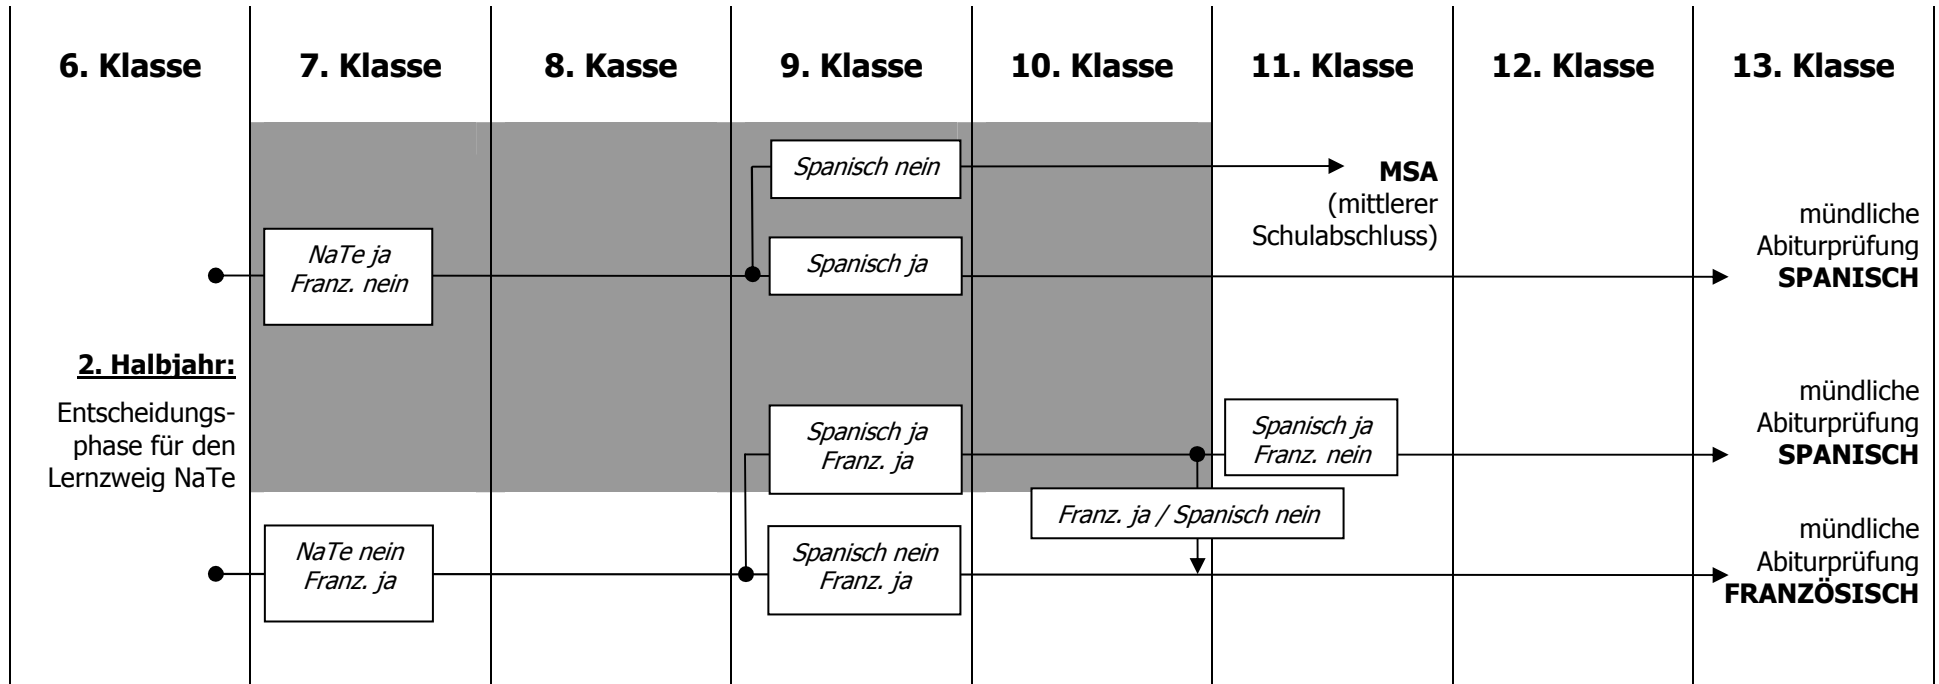 6. Klasse
7. Klasse
8. Kasse
9. Klasse
10. Klasse
11. Klasse
12. Klasse
13. Klasse
Spanisch nein
MSA
(mittlerer
Schulabschluss)
NaTe ja
Franz. nein
Spanisch ja
mündliche
Abiturprüfung
SPANISCH
2. Halbjahr:
Entscheidungs-
phase für den
Lernzweig NaTe
Spanisch ja
Franz. ja
Spanisch ja
Franz. nein
mündliche
Abiturprüfung
SPANISCH
Franz. ja / Spanisch nein
NaTe nein
Franz. ja
Spanisch nein
Franz. ja
mündliche
Abiturprüfung
FRANZÖSISCH